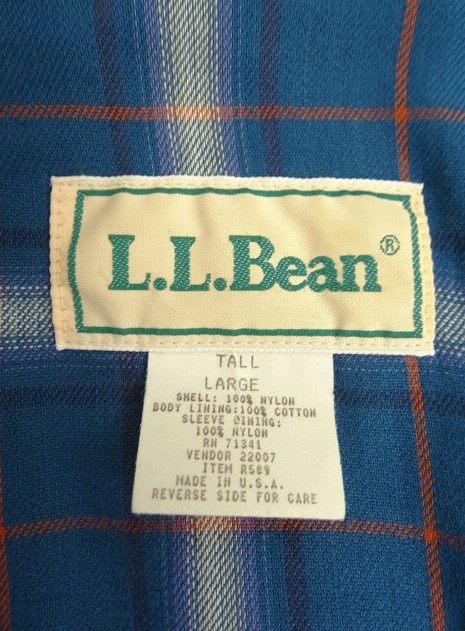 L.L.Bean®
TALL
LARGE
SHELL: 100% NYLON
BODY LINING:100% COTTON
SLEEVE LINING:
100% NYLON
RN 71341
VENDOR 22007
ITEM R589
MADE IN U.S.A.
REVERSE SIDE FOR CARE